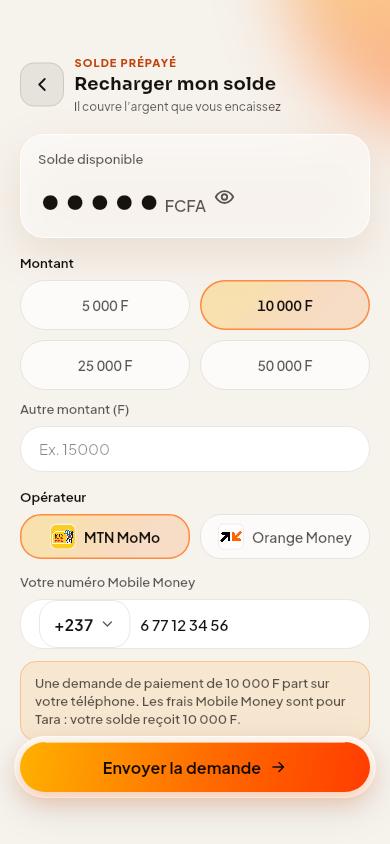 SOLDE PRÉPAYÉ
Recharger mon solde
Il couvre l'argent que vous encaissez
Solde disponible
●●●●● FCFA
Montant
5 000 F
10 000 F
25 000 F
50 000 F
Autre montant (F)
Ex. 15000
Opérateur
MTN MoMo
Orange Money
Votre numéro Mobile Money
+237
6 77 12 34 56
Une demande de paiement de 10 000 F part sur
votre téléphone. Les frais Mobile Money sont pour
Tara : votre solde reçoit 10 000 F.
Envoyer la demande →